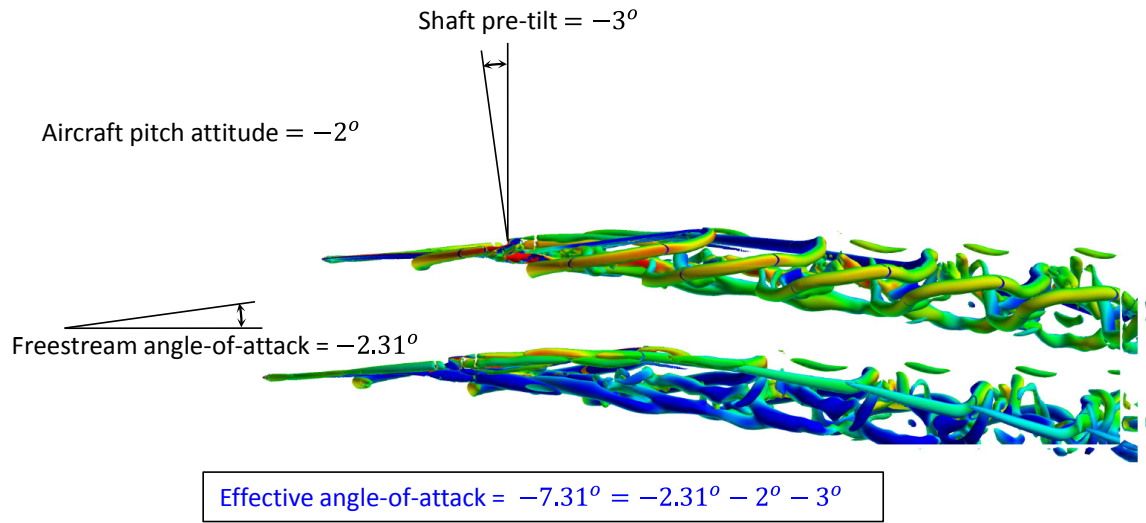 Shaft pre-tilt = −3°
Aircraft pitch attitude = −2°
Freestream angle-of-attack = −2.31°
Effective angle-of-attack = −7.31° = −2.31° − 2° − 3°